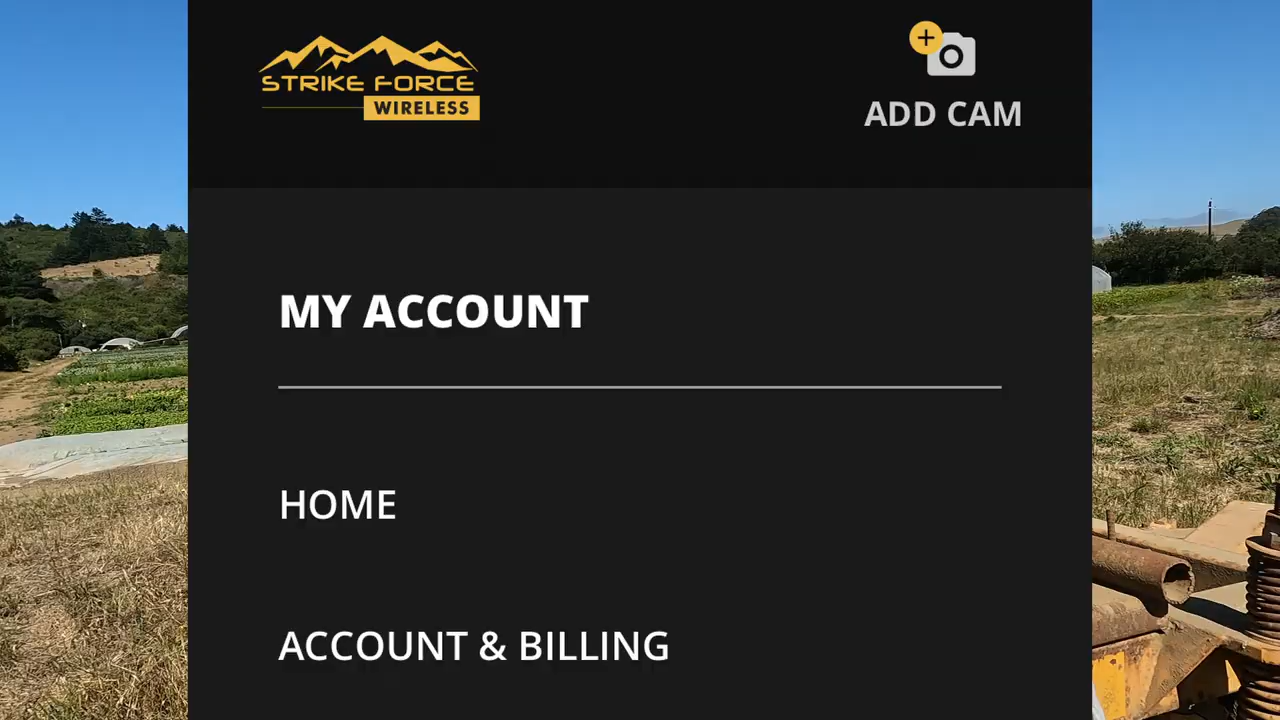 STRIKE FORCE
WIRELESS
ADD CAM
MY ACCOUNT
HOME
ACCOUNT & BILLING